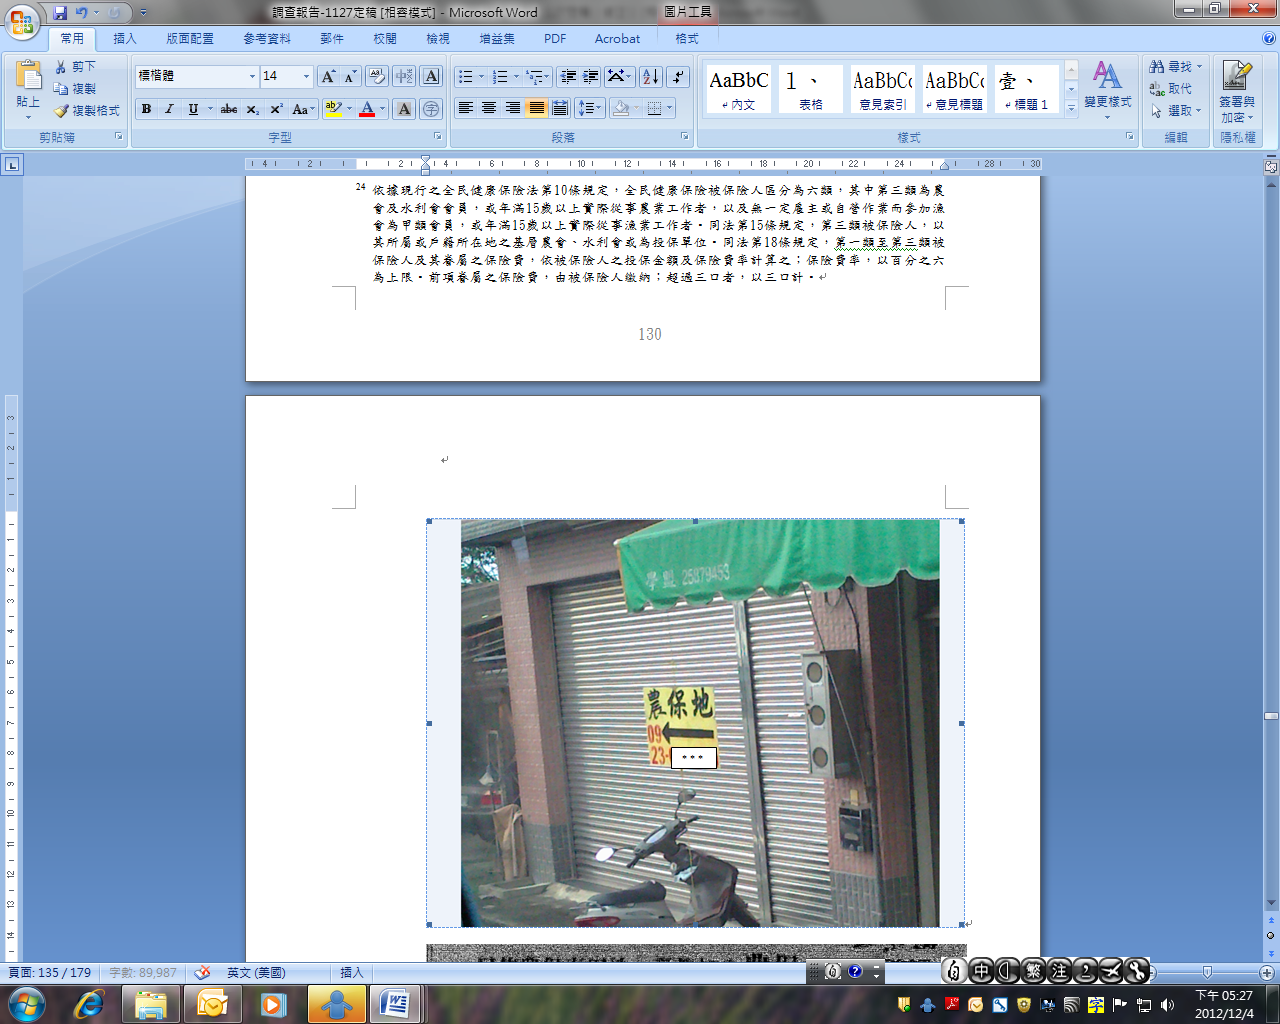 調查報告-1127定稿 [相容模式] - Microsoft Word
圖片工具
常用 插入 版面配置 參考資料 郵件 校閱 檢視 增益集 PDF Acrobat 格式
貼上
剪下
複製
複製格式
剪貼簿
標楷體 14
字型
段落
AaBbC 1、 AaBbCc AaBbCc 壹、
內文 表格 意見索引 意見標題 標題 1
變更樣式
樣式
尋找
取代
選取
編輯
簽署與
加密
隱私權
24 依據現行之全民健康保險法第10條規定，全民健康保險被保險人區分為六類，其中第三類為農
會及水利會會員，或年滿15歲以上實際從事農業工作者，以及無一定雇主或自營作業而參加漁
會為甲類會員，或年滿15歲以上實際從事漁業工作者。同法第15條規定，第三類被保險人，以
其所屬或戶籍所在地之基層農會、水利會或為投保單位。同法第18條規定，第一類至第三類被
保險人及其眷屬之保險費，依被保險人之投保金額及保險費率計算之；保險費率，以百分之六
為上限。前項眷屬之保險費，由被保險人繳納；超過三口者，以三口計。
130
25879453
農保地
09
23-
***
頁面: 135 / 179 字數: 89,987 英文 (美國) 插入
中 繁 注
下午 05:27
2012/12/4